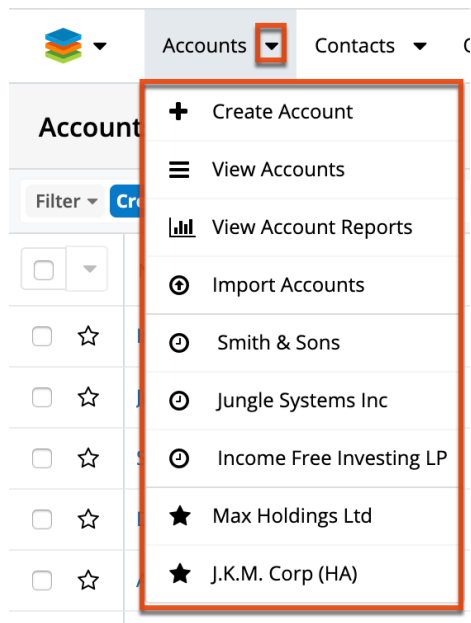 Accounts
Contacts
Account
Filter
Cr
Create Account
View Accounts
View Account Reports
Import Accounts
Smith & Sons
Jungle Systems Inc
Income Free Investing LP
Max Holdings Ltd
J.K.M. Corp (HA)